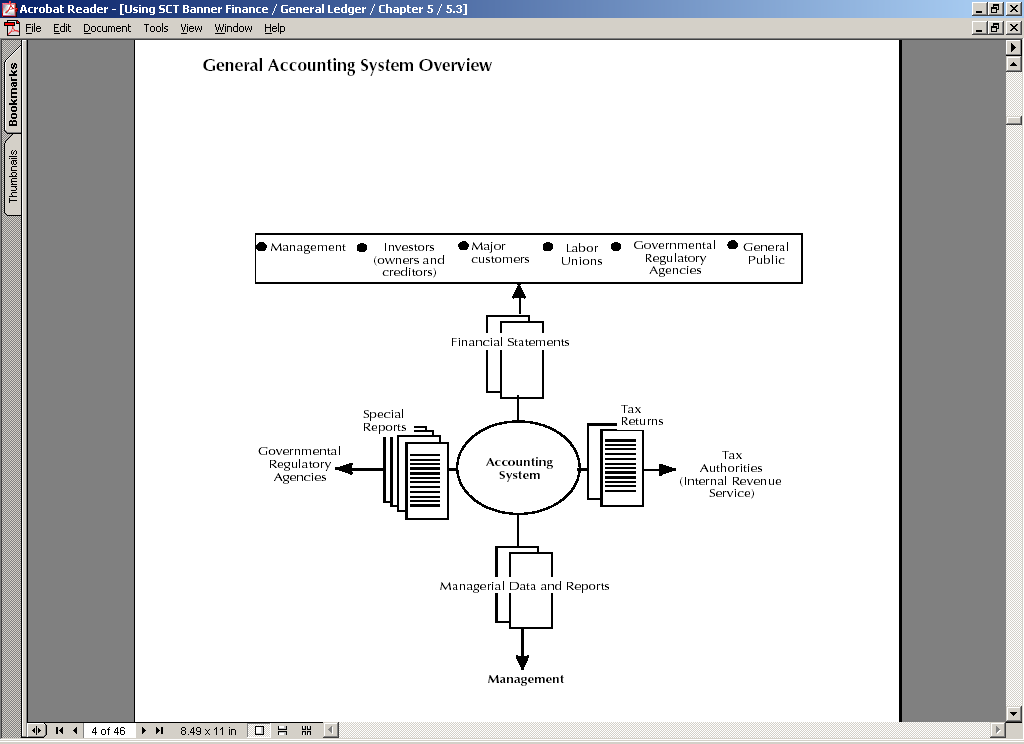 Acrobat Reader - [Using SCT Banner Finance / General Ledger / Chapter 5 / 5.3]
File Edit Document Tools View Window Help
Bookmarks
Thumbnails
General Accounting System Overview
Management
Investors
(owners and
creditors)
Major
customers
Labor
Unions
Governmental
Regulatory
Agencies
General
Public
Financial Statements
Special
Reports
Governmental
Regulatory
Agencies
Accounting
System
Tax
Returns
Tax
Authorities
(Internal Revenue
Service)
Managerial Data and Reports
Management
4 of 46
8.49 x 11 in